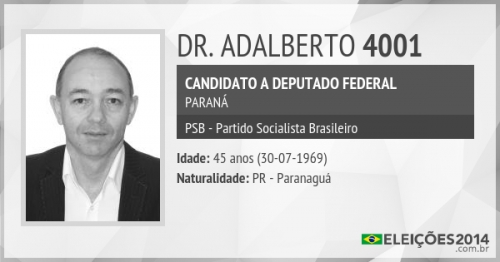 DR. ADALBERTO 4001
CANDIDATO A DEPUTADO FEDERAL
PARANÁ
PSB - Partido Socialista Brasileiro
Idade: 45 anos (30-07-1969)
Naturalidade: PR - Paranaguá
ELEIÇÕES2014
.com.br